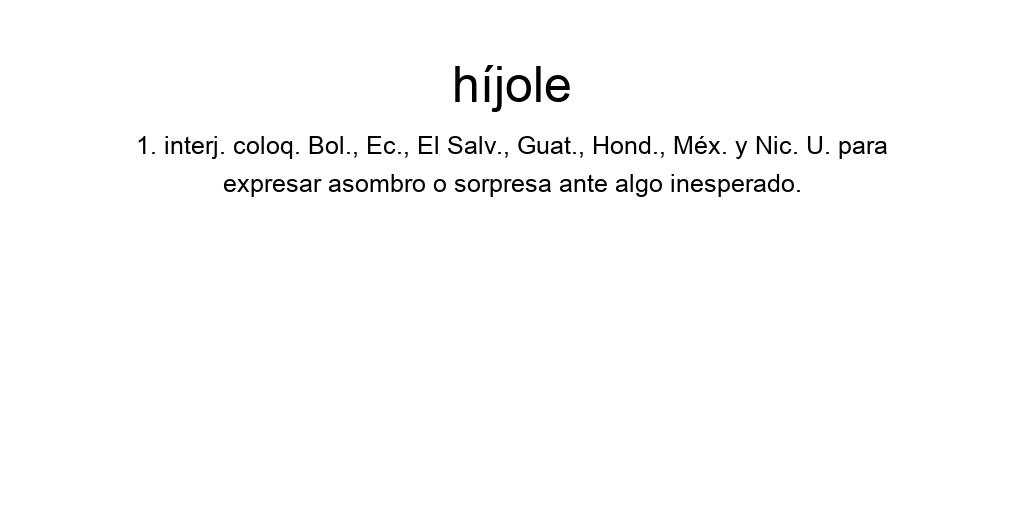 híjole
1. interj. coloq. Bol., Ec., El Salv., Guat., Hond., Méx. y Nic. U. para
expresar asombro o sorpresa ante algo inesperado.